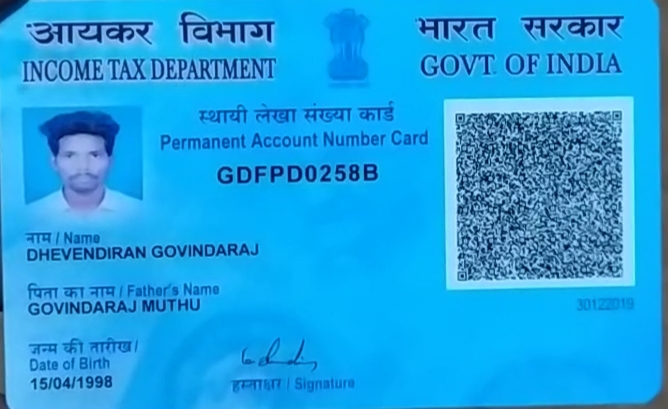 आयकर विभाग
INCOME TAX DEPARTMENT
भारत सरकार
GOVT. OF INDIA
स्थायी लेखा संख्या कार्ड
Permanent Account Number Card
GDFPD0258B
नाम / Name
DHEVENDIRAN GOVINDARAJ
पिता का नाम / Father's Name
GOVINDARAJ MUTHU
30122019
जन्म की तारीख /
Date of Birth
15/04/1998
हस्ताक्षर / Signature